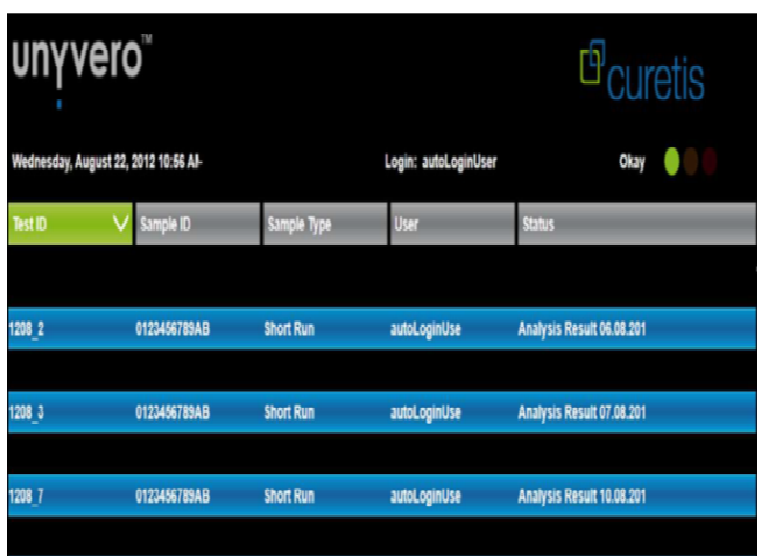 unyvero™
curetis
Wednesday, August 22, 2012 10:56 AM
Login: autoLoginUser
Okay
Test ID Sample ID Sample Type User Status
1208_2 0123456789AB Short Run autoLoginUse Analysis Result 06.08.201
1208_3 0123456789AB Short Run autoLoginUse Analysis Result 07.08.201
1208_7 0123456789AB Short Run autoLoginUse Analysis Result 10.08.201